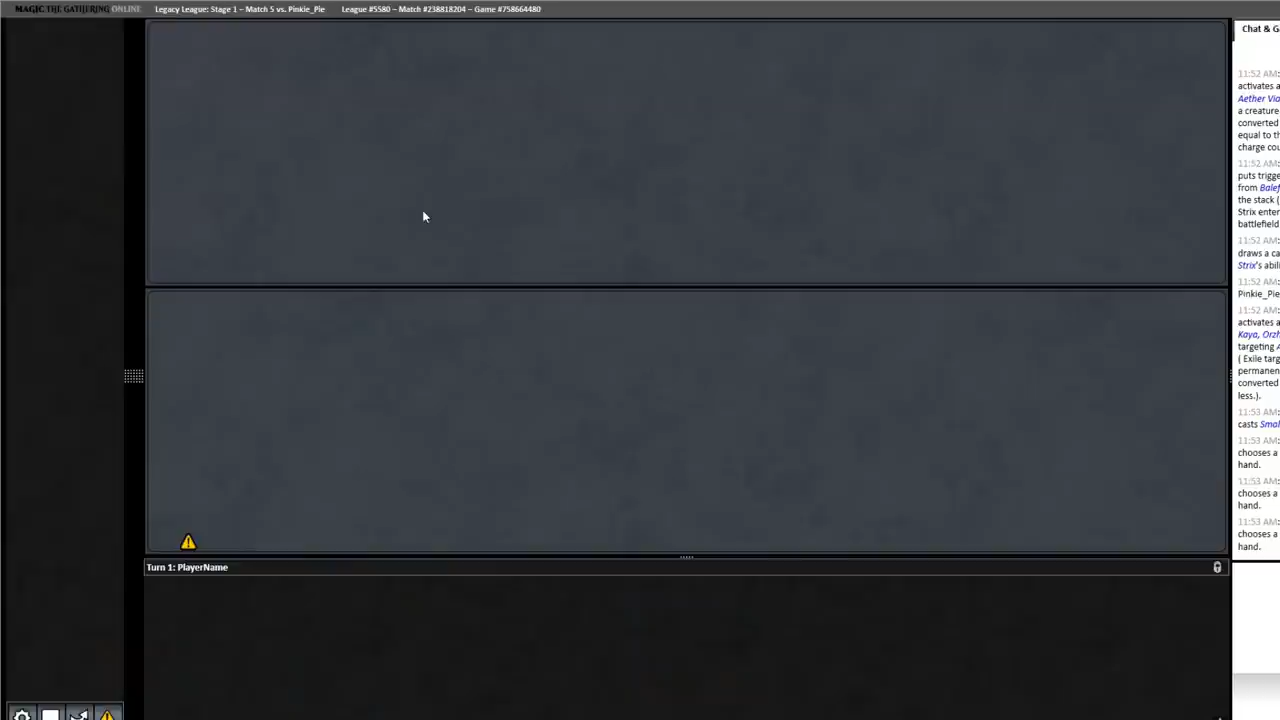 MAGIC THE GATHERING ONLINE
Legacy League: Stage 1 – Match 5 vs. Pinkie_Pie
League #5580 – Match #238818204 – Game #758664480
Chat & G
11:52 AM:
activates a
Aether Via
a creature
converted
equal to th
charge cou
11:52 AM:
puts trigge
from Balef
the stack (
Strix enter
battlefield
11:52 AM:
draws a ca
Strix's abili
11:52 AM:
Pinkie_Pie
11:52 AM:
activates a
Kaya, Orzh
targeting A
( Exile targ
permanen
converted
less.).
11:53 AM:
casts Smal
11:53 AM:
chooses a
hand.
11:53 AM:
chooses a
hand.
11:53 AM:
chooses a
hand.
Turn 1: PlayerName